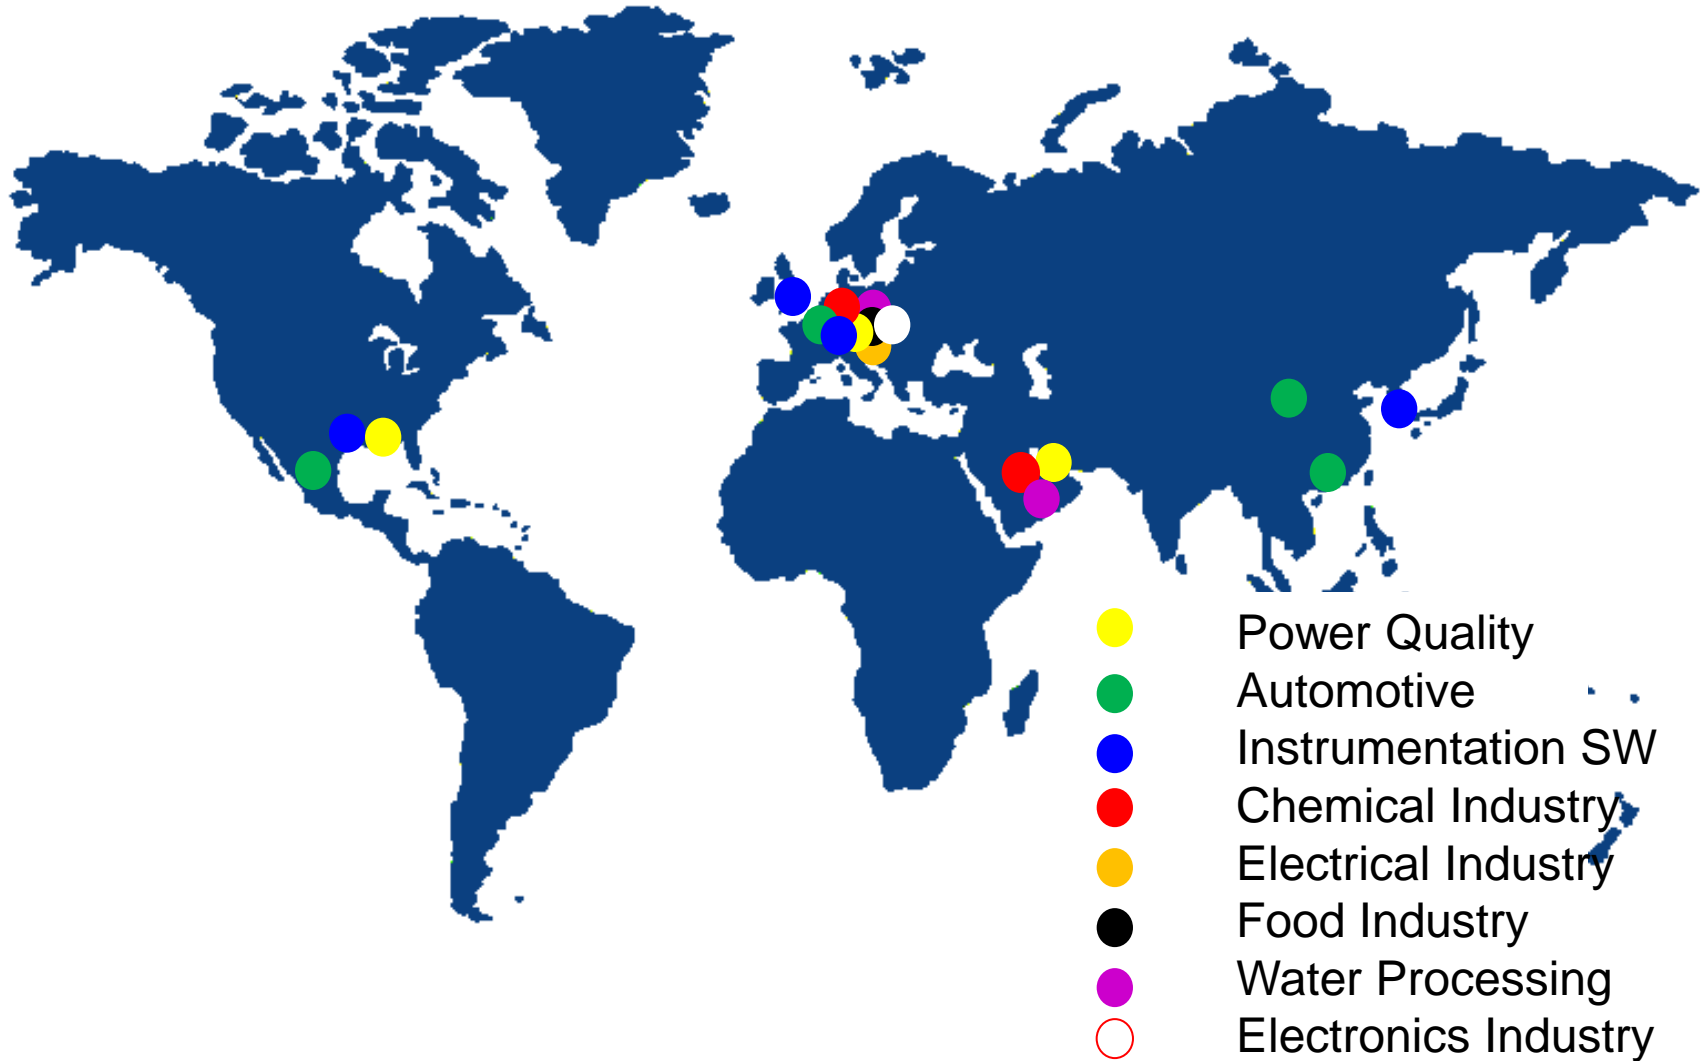 Power Quality
Automotive
Instrumentation SW
Chemical Industry
Electrical Industry
Food Industry
Water Processing
Electronics Industry